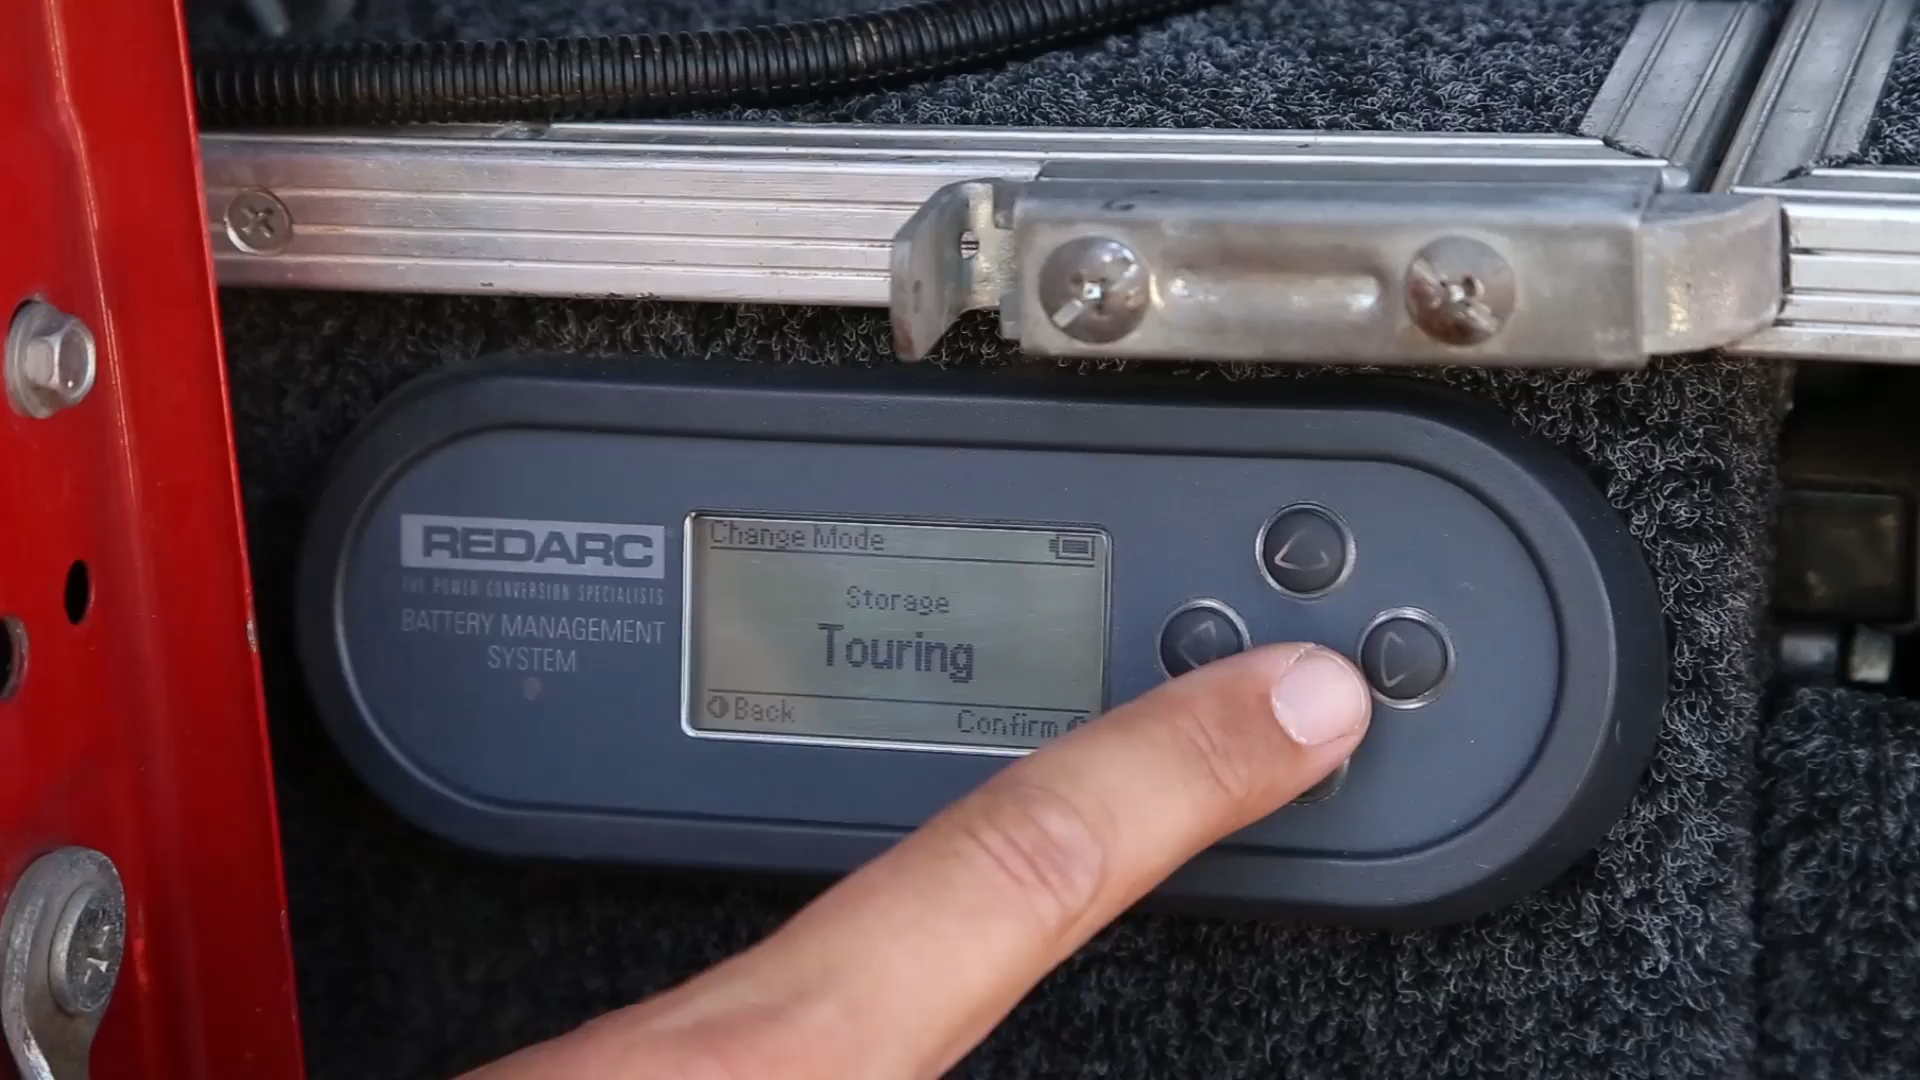 REDARC
THE POWER CONVERSION SPECIALISTS
BATTERY MANAGEMENT
SYSTEM
Change Mode
Storage
Touring
Back
Confirm